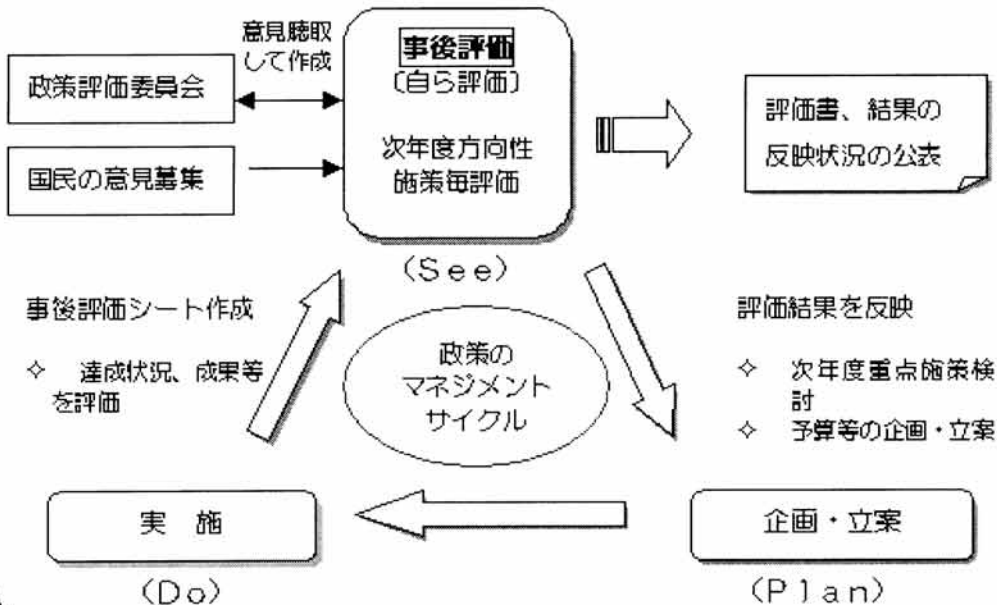 意見聴取
して作成
政策評価委員会
国民の意見募集
事後評価
〔自ら評価〕
次年度方向性
施策毎評価
(See)
評価書、結果の
反映状況の公表
事後評価シート作成
✧ 達成状況、成果等
を評価
政策の
マネジメント
サイクル
評価結果を反映
✧ 次年度重点施策検
討
✧ 予算等の企画・立案
実 施
(Do)
企画・立案
(Plan)